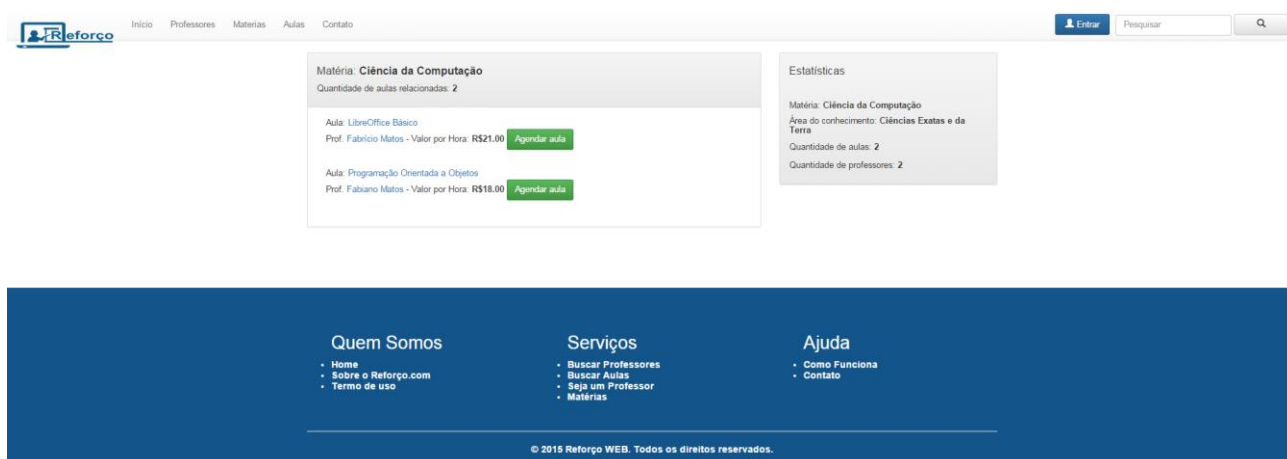 Reforço
Início Professores Materias Aulas Contato
Entrar
Pesquisar
Matéria: Ciência da Computação
Quantidade de aulas relacionadas: 2
Aula: LibreOffice Básico
Prof. Fabrício Matos - Valor por Hora: R$21.00 Agendar aula
Aula: Programação Orientada a Objetos
Prof. Fabiano Matos - Valor por Hora: R$18.00 Agendar aula
Estatísticas
Matéria: Ciência da Computação
Área do conhecimento: Ciências Exatas e da
Terra
Quantidade de aulas: 2
Quantidade de professores: 2
Quem Somos
Home
Sobre o Reforço.com
Termo de uso
Serviços
Buscar Professores
Buscar Aulas
Seja um Professor
Matérias
Ajuda
Como Funciona
Contato
© 2015 Reforço WEB. Todos os direitos reservados.